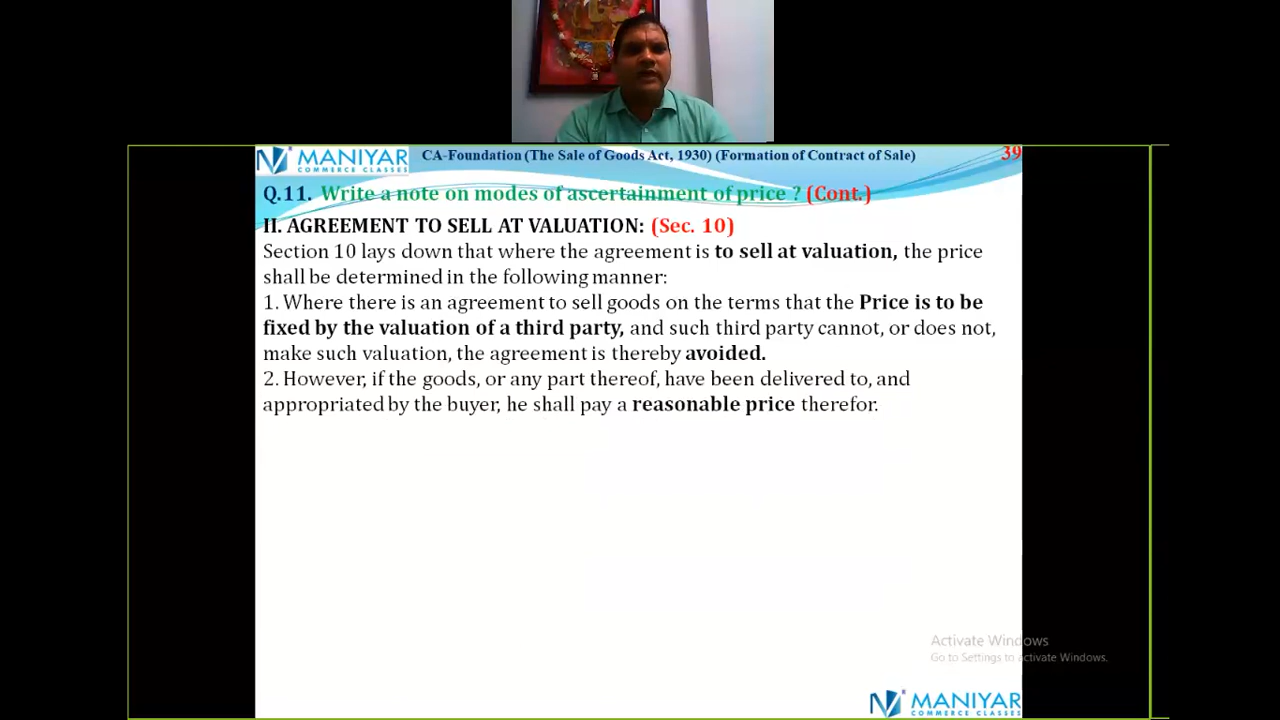 MANIYAR
COMMERCE CLASSES
CA-Foundation (The Sale of Goods Act, 1930) (Formation of Contract of Sale)
39
Q.11. Write a note on modes of ascertainment of price ? (Cont.)
II. AGREEMENT TO SELL AT VALUATION: (Sec. 10)
Section 10 lays down that where the agreement is to sell at valuation, the price
shall be determined in the following manner:
1. Where there is an agreement to sell goods on the terms that the Price is to be
fixed by the valuation of a third party, and such third party cannot, or does not,
make such valuation, the agreement is thereby avoided.
2. However, if the goods, or any part thereof, have been delivered to, and
appropriated by the buyer, he shall pay a reasonable price therefor.
Activate Windows
Go to Settings to activate Windows.
MANIYAR
COMMERCE CLASSES